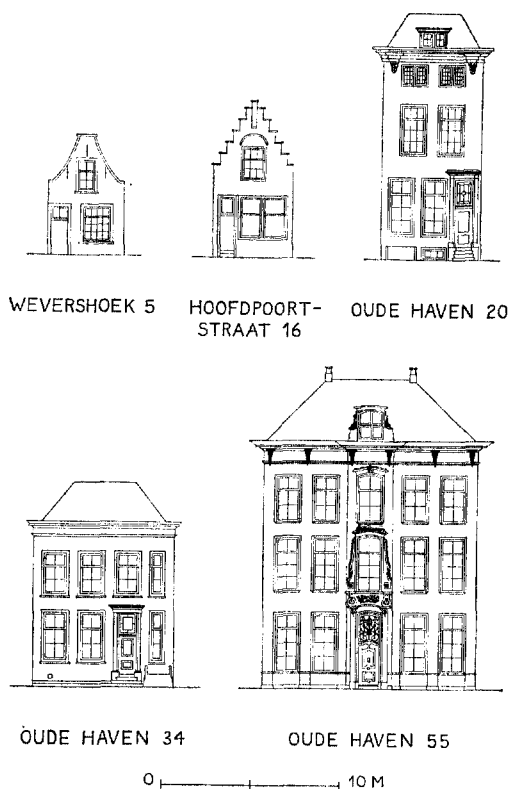 WEVERSHOEK 5
HOOFDPOORT-
STRAAT 16
OUDE HAVEN 20
OUDE HAVEN 34
OUDE HAVEN 55
0 10 M